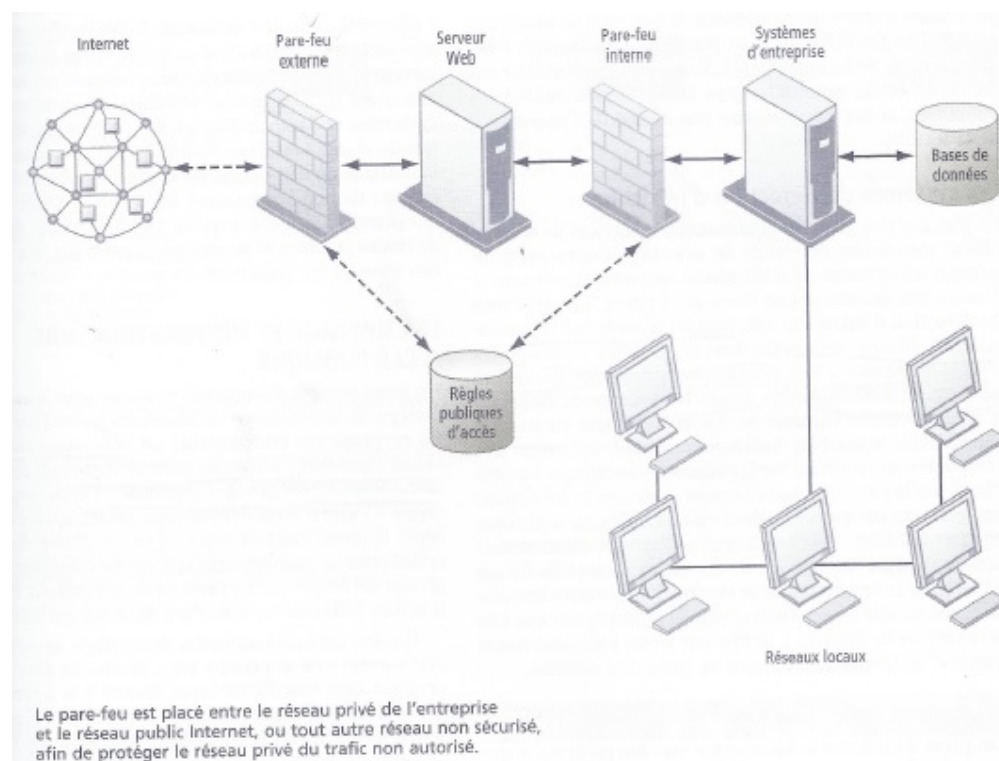 Internet
Pare-feu
externe
Serveur
Web
Pare-feu
interne
Systèmes
d'entreprise
Bases de
données
Règles
publiques
d'accès
Réseaux locaux
Le pare-feu est placé entre le réseau privé de l'entreprise
et le réseau public Internet, ou tout autre réseau non sécurisé,
afin de protéger le réseau privé du trafic non autorisé.